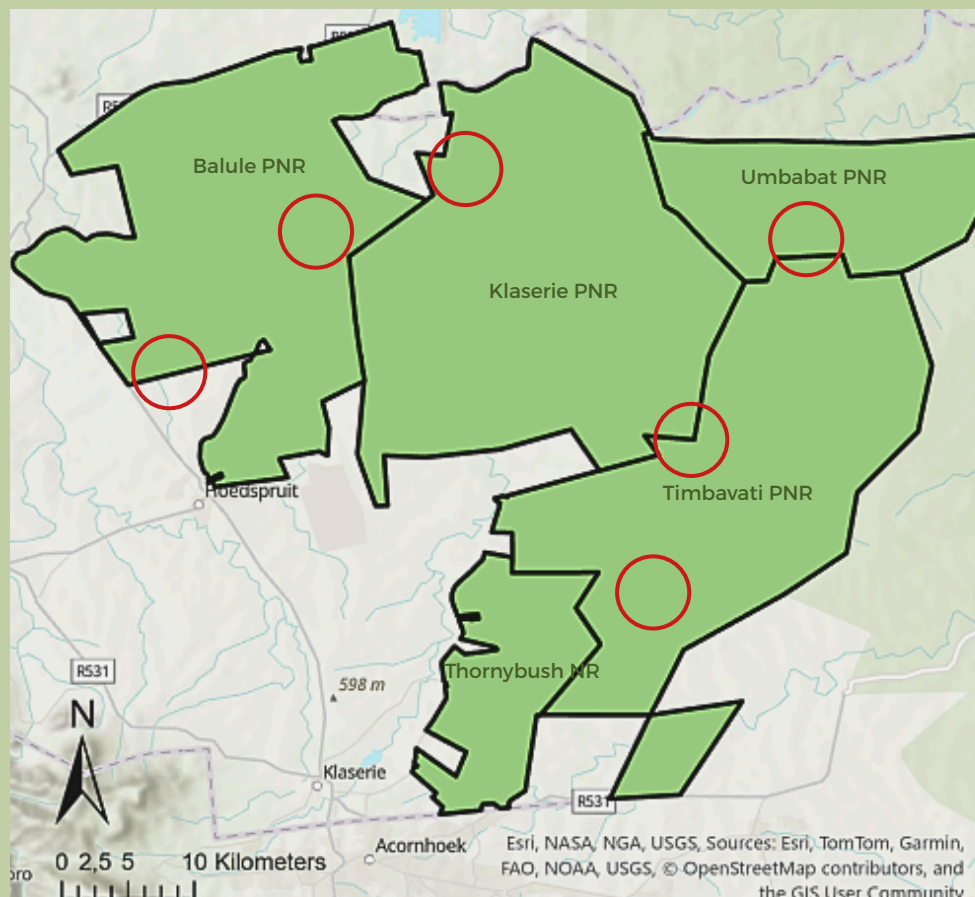 Balule PNR
Umbabat PNR
Klaserie PNR
Timbavati PNR
Hoedspruit
Thornybush NR
R531
598 m
N
Klaserie
R531
Acornhoek
0 2,5 5 10 Kilometers
Esri, NASA, NGA, USGS, Sources: Esri, TomTom, Garmin,
FAO, NOAA, USGS, © OpenStreetMap contributors, and
the GIS User Community